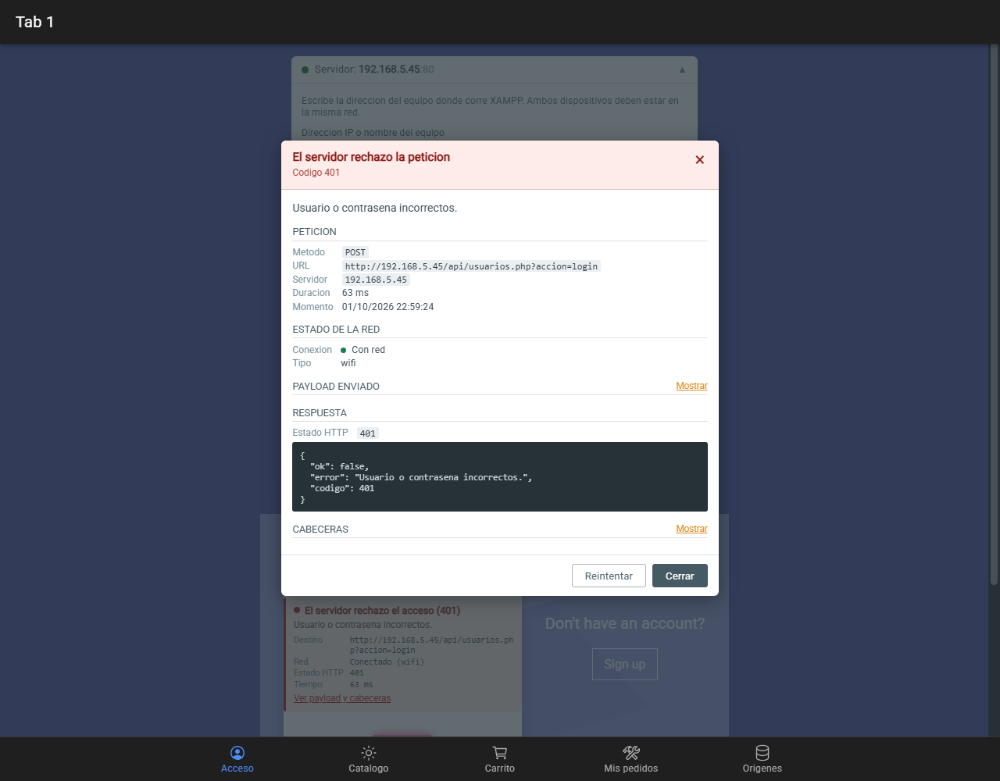 Tab 1
Servidor: 192.168.5.45:80 ▲
Escribe la direccion del equipo donde corre XAMPP. Ambos dispositivos deben estar en
la misma red.
Direccion IP o nombre del equipo
El servidor rechazo la peticion
Codigo 401
Usuario o contrasena incorrectos.
PETICION
Metodo POST
URL http://192.168.5.45/api/usuarios.php?accion=login
Servidor 192.168.5.45
Duracion 63 ms
Momento 01/10/2026 22:59:24
ESTADO DE LA RED
Conexion Con red
Tipo wifi
PAYLOAD ENVIADO Mostrar
RESPUESTA
Estado HTTP 401
{
"ok": false,
"error": "Usuario o contrasena incorrectos.",
"codigo": 401
}
CABECERAS Mostrar
Reintentar Cerrar
El servidor rechazo el acceso (401)
Usuario o contrasena incorrectos.
Destino http://192.168.5.45/api/usuarios.ph
p?accion=login
Red Conectado (wifi)
Estado HTTP 401
Tiempo 63 ms
Ver payload y cabeceras
Don't have an account?
Sign up
Acceso Catalogo Carrito Mis pedidos Origenes